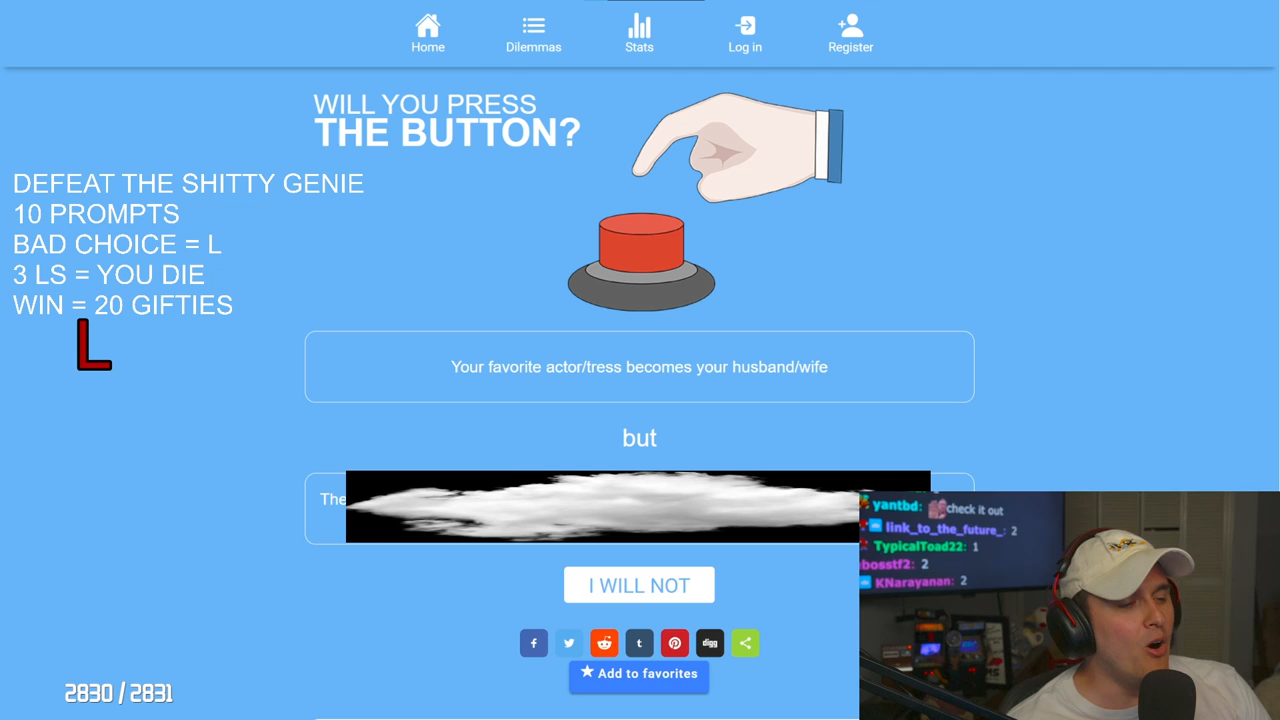 Home
Dilemmas
Stats
Log in
Register
WILL YOU PRESS
THE BUTTON?
DEFEAT THE SHITTY GENIE
10 PROMPTS
BAD CHOICE = L
3 LS = YOU DIE
WIN = 20 GIFTIES
L
Your favorite actor/tress becomes your husband/wife
but
The
yantbd: check it out
link_to_the_future_: 2
TypicalToad22: 1
bosstf2: 2
KNarayanan: 2
I WILL NOT
f
t
digg
Add to favorites
2830 / 2831